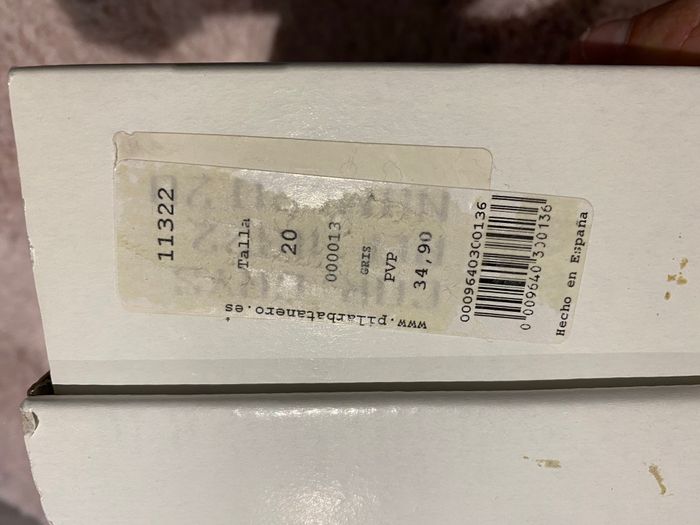 11322
Talla
20
000013
GRIS
PVP
34,90
0009640300136
0 009640 300136
Hecho en España
www.pilarbatanero.es